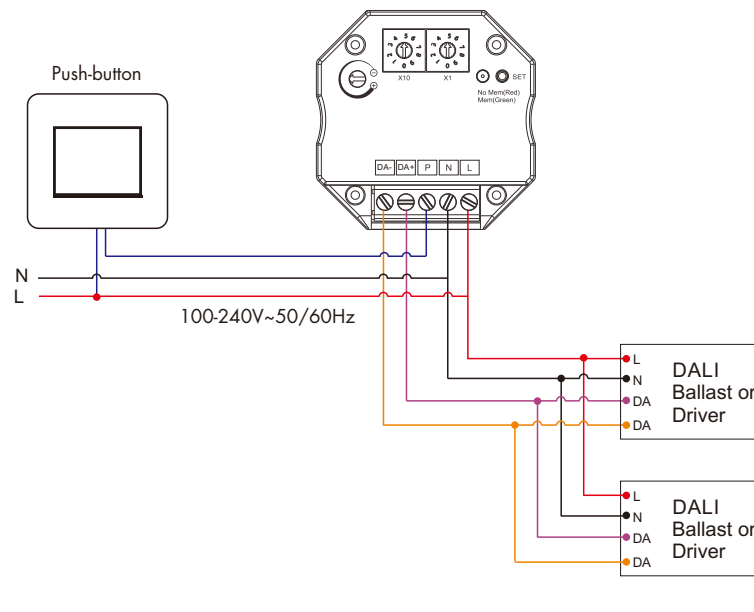 Push-button
X10
X1
SET
No Mem(Red)
Mem(Green)
DA- DA+ P N L
N
L
100-240V~50/60Hz
L
N
DA
DA
DALI
Ballast or
Driver
L
N
DA
DA
DALI
Ballast or
Driver